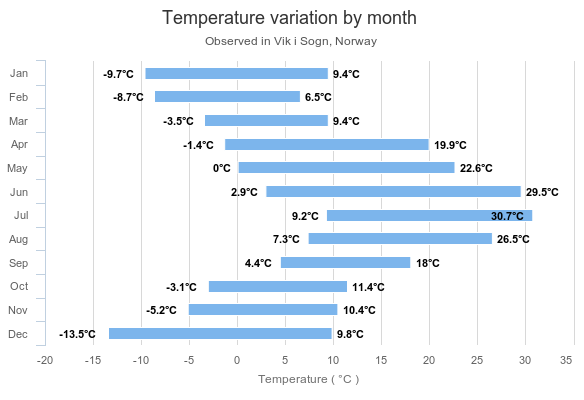 Temperature variation by month
Observed in Vik i Sogn, Norway
Jan -9.7°C 9.4°C
Feb -8.7°C 6.5°C
Mar -3.5°C 9.4°C
Apr -1.4°C 19.9°C
May 0°C 22.6°C
Jun 2.9°C 29.5°C
Jul 9.2°C 30.7°C
Aug 7.3°C 26.5°C
Sep 4.4°C 18°C
Oct -3.1°C 11.4°C
Nov -5.2°C 10.4°C
Dec -13.5°C 9.8°C
-20 -15 -10 -5 0 5 10 15 20 25 30 35
Temperature ( °C )